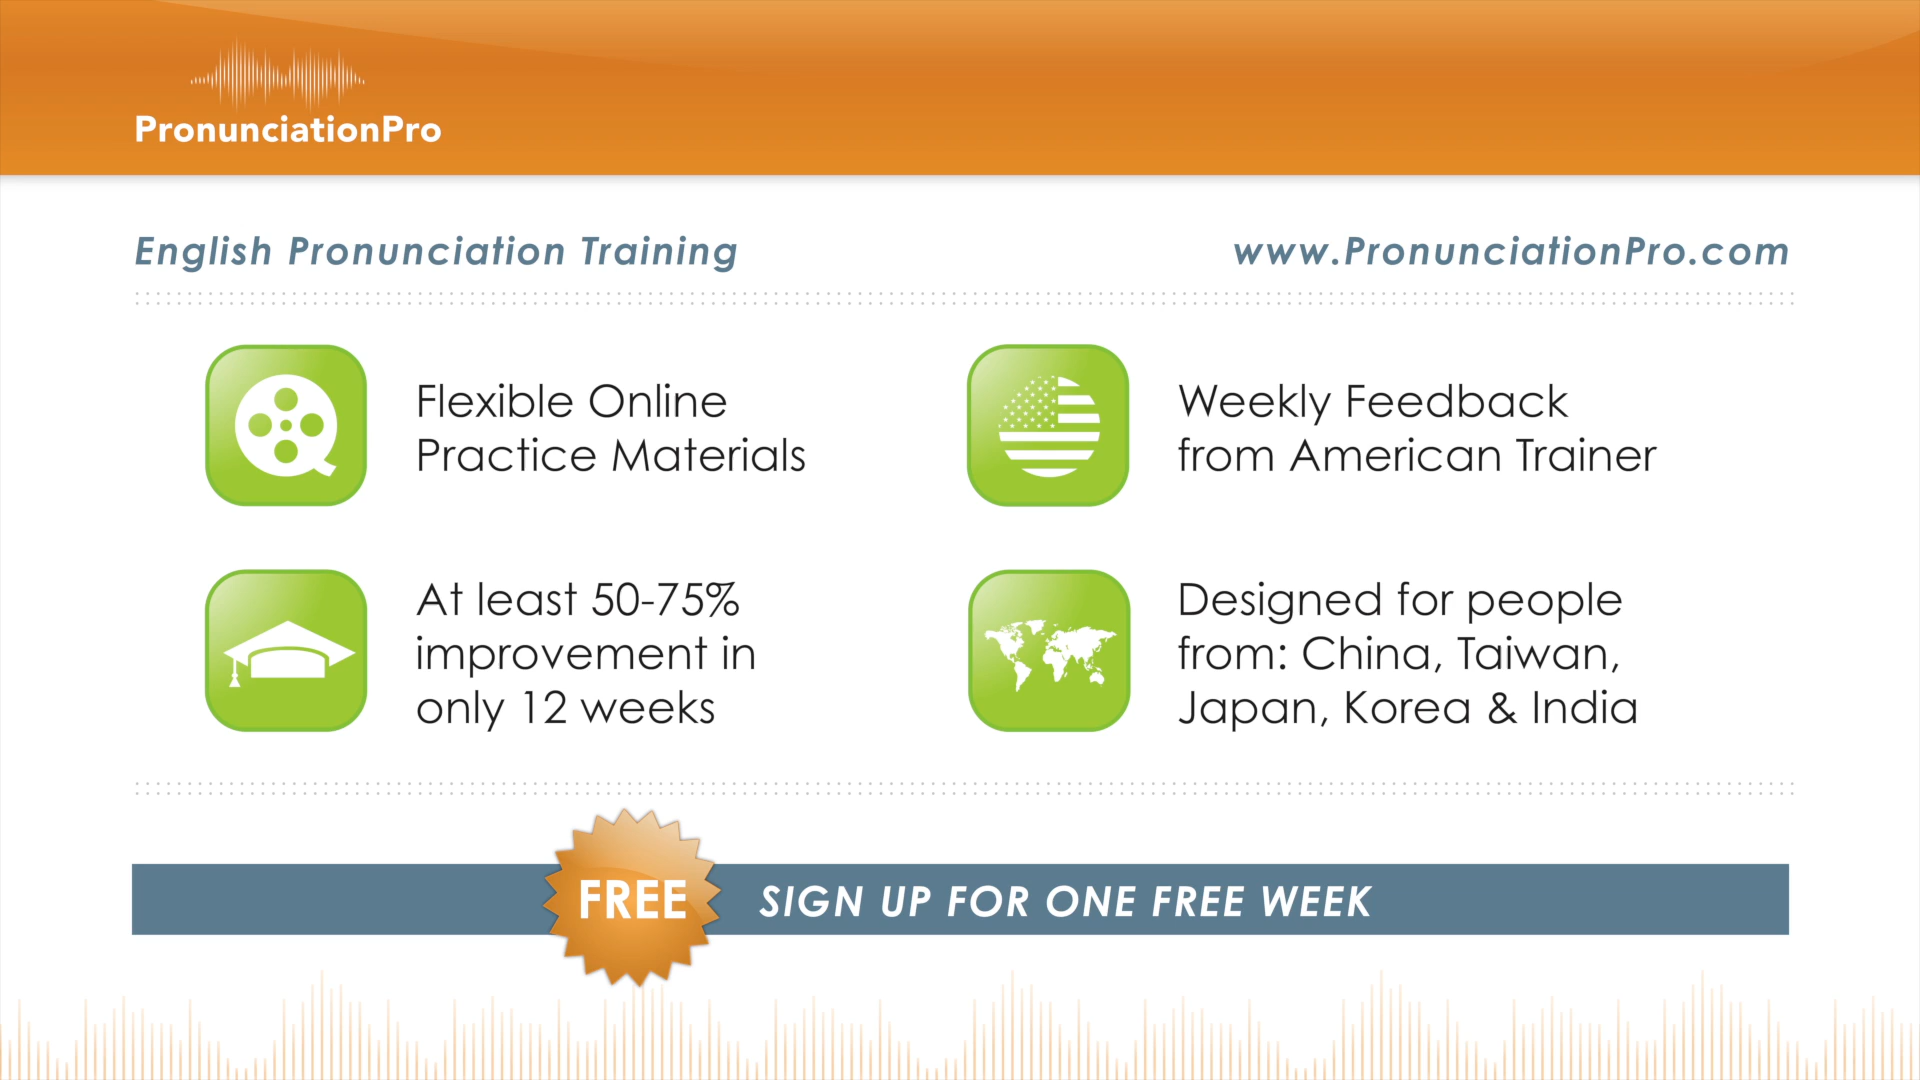 PronunciationPro
English Pronunciation Training
www.PronunciationPro.com
Flexible Online
Practice Materials
Weekly Feedback
from American Trainer
At least 50-75%
improvement in
only 12 weeks
Designed for people
from: China, Taiwan,
Japan, Korea & India
FREE
SIGN UP FOR ONE FREE WEEK